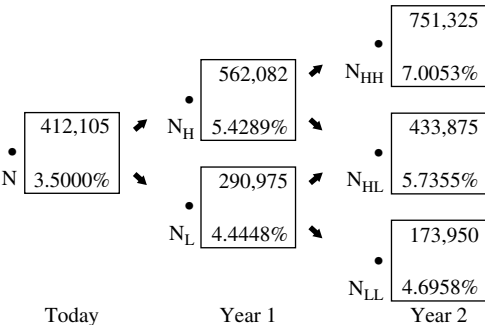 751,325
N_HH 7.0053%
562,082
N_H 5.4289%
412,105
N 3.5000%
433,875
N_HL 5.7355%
290,975
N_L 4.4448%
173,950
N_LL 4.6958%
Today Year 1 Year 2